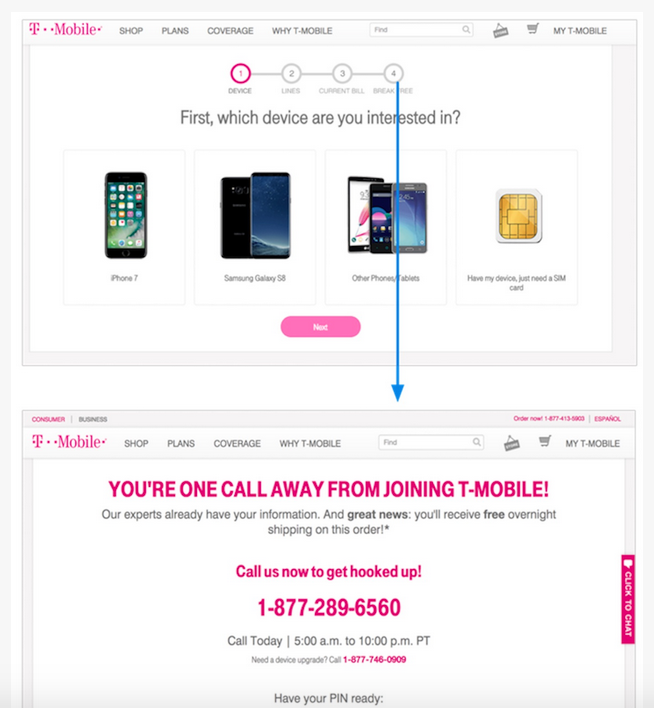 T··Mobile· SHOP PLANS COVERAGE WHY T-MOBILE Find MY T-MOBILE
1 2 3 4
DEVICE LINES CURRENT BILL BREAK FREE
First, which device are you interested in?
iPhone 7 Samsung Galaxy S8 Other Phones/Tablets Have my device, just need a SIM
card
Next
CONSUMER | BUSINESS Order now! 1-877-413-5903 | ESPAÑOL
T··Mobile· SHOP PLANS COVERAGE WHY T-MOBILE Find MY T-MOBILE
YOU'RE ONE CALL AWAY FROM JOINING T-MOBILE!
Our experts already have your information. And great news: you'll receive free overnight
shipping on this order!*
Call us now to get hooked up!
CLICK TO CHAT
1-877-289-6560
Call Today | 5:00 a.m. to 10:00 p.m. PT
Need a device upgrade? Call 1-877-746-0909
Have your PIN ready: